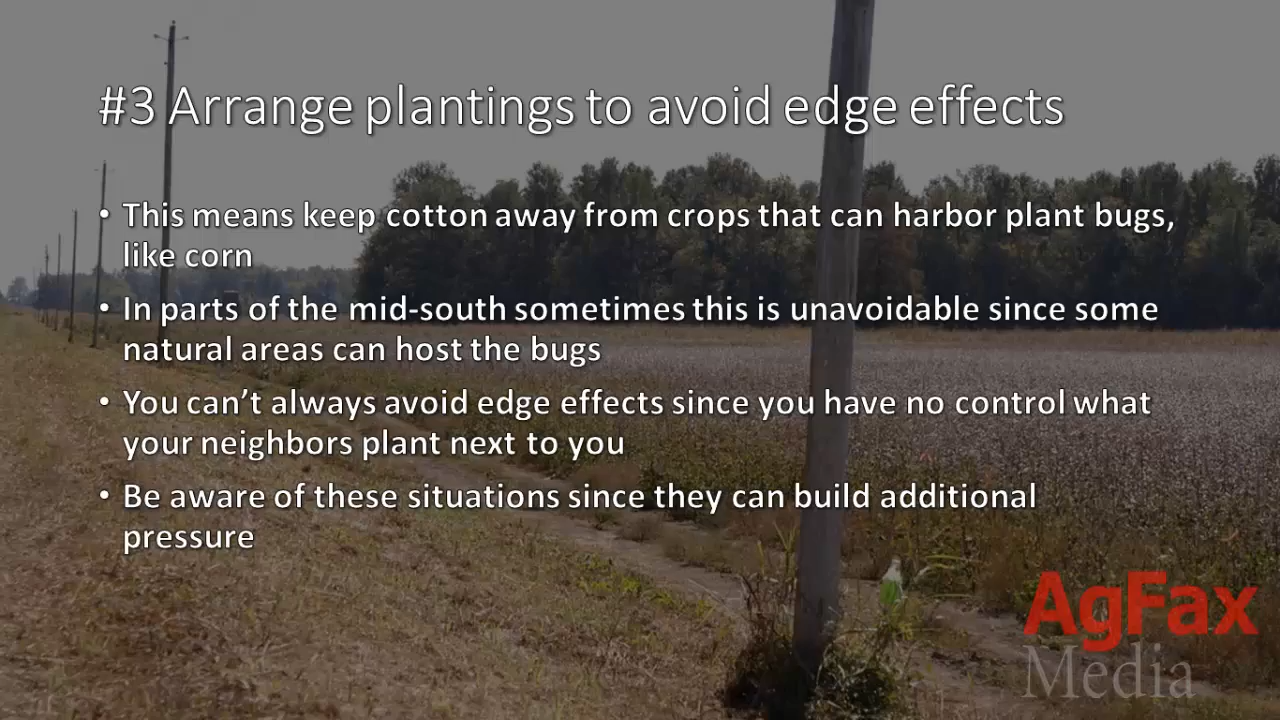 #3 Arrange plantings to avoid edge effects
• This means keep cotton away from crops that can harbor plant bugs,
like corn
• In parts of the mid-south sometimes this is unavoidable since some
natural areas can host the bugs
• You can’t always avoid edge effects since you have no control what
your neighbors plant next to you
• Be aware of these situations since they can build additional
pressure
AgFax
Media